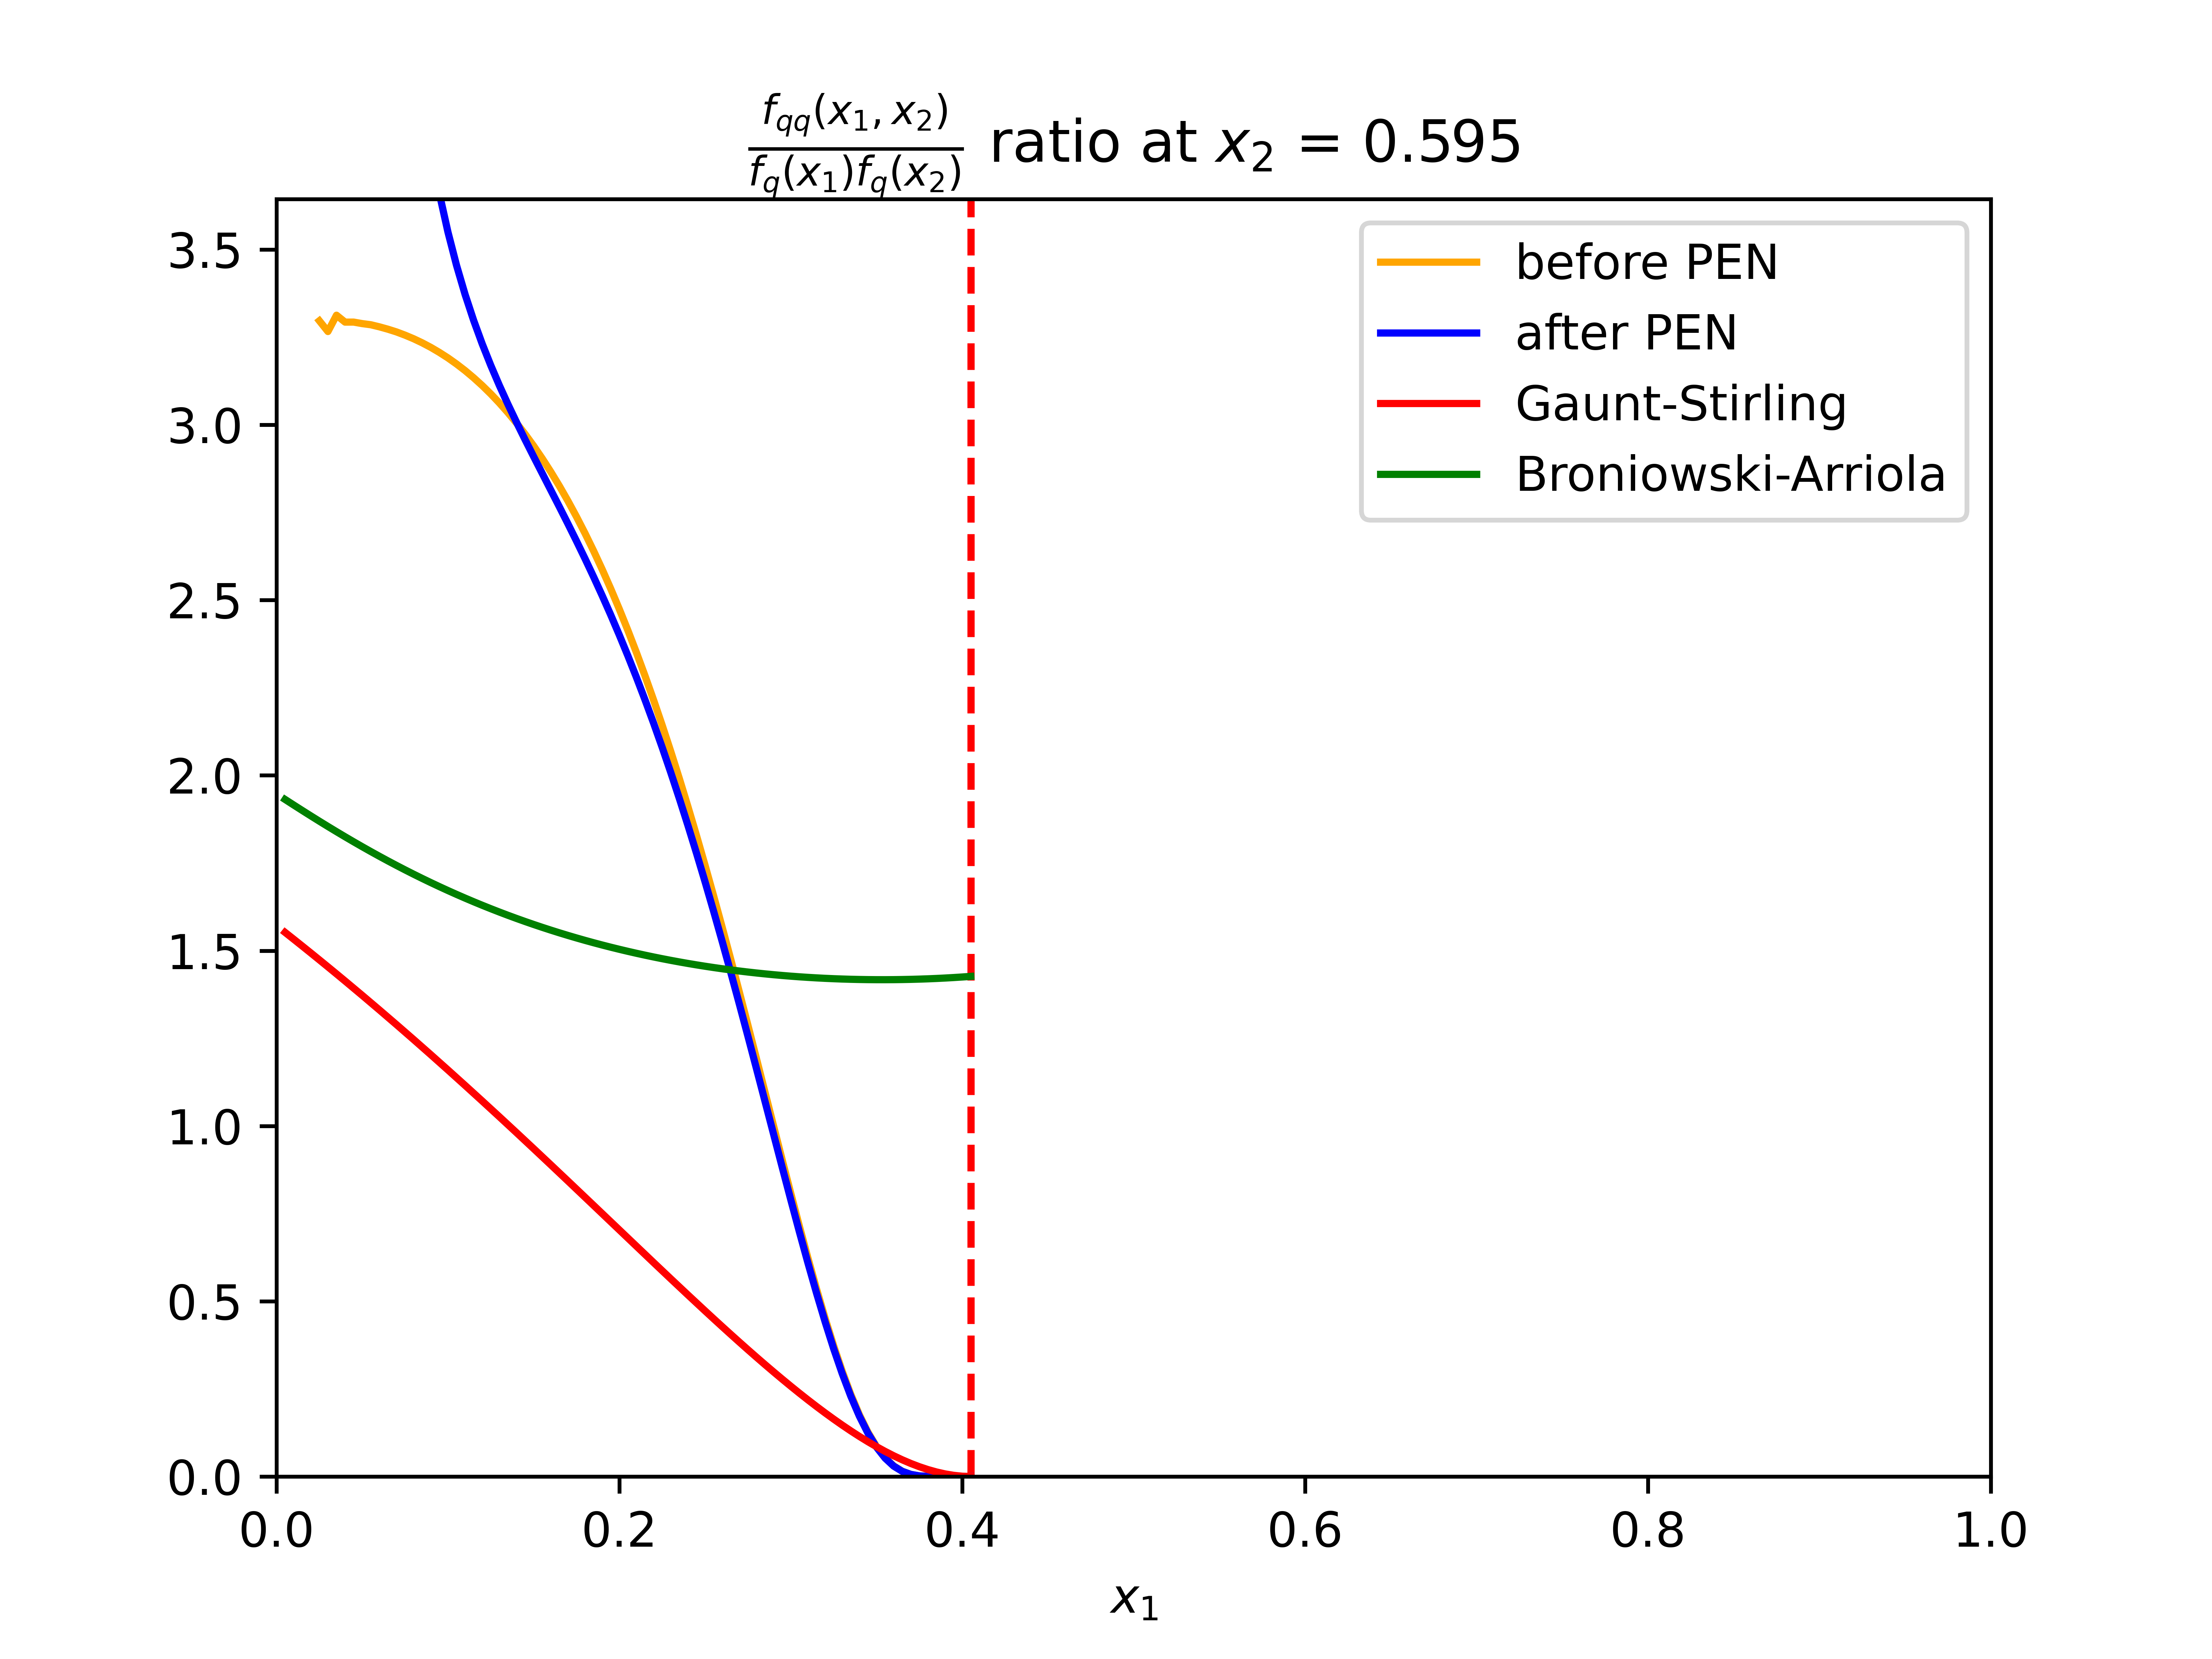 f_qq(x_1, x_2)
f_q(x_1)f_q(x_2)
ratio at x_2 = 0.595
before PEN
after PEN
Gaunt-Stirling
Broniowski-Arriola
3.5
3.0
2.5
2.0
1.5
1.0
0.5
0.0
0.0
0.2
0.4
0.6
0.8
1.0
x_1